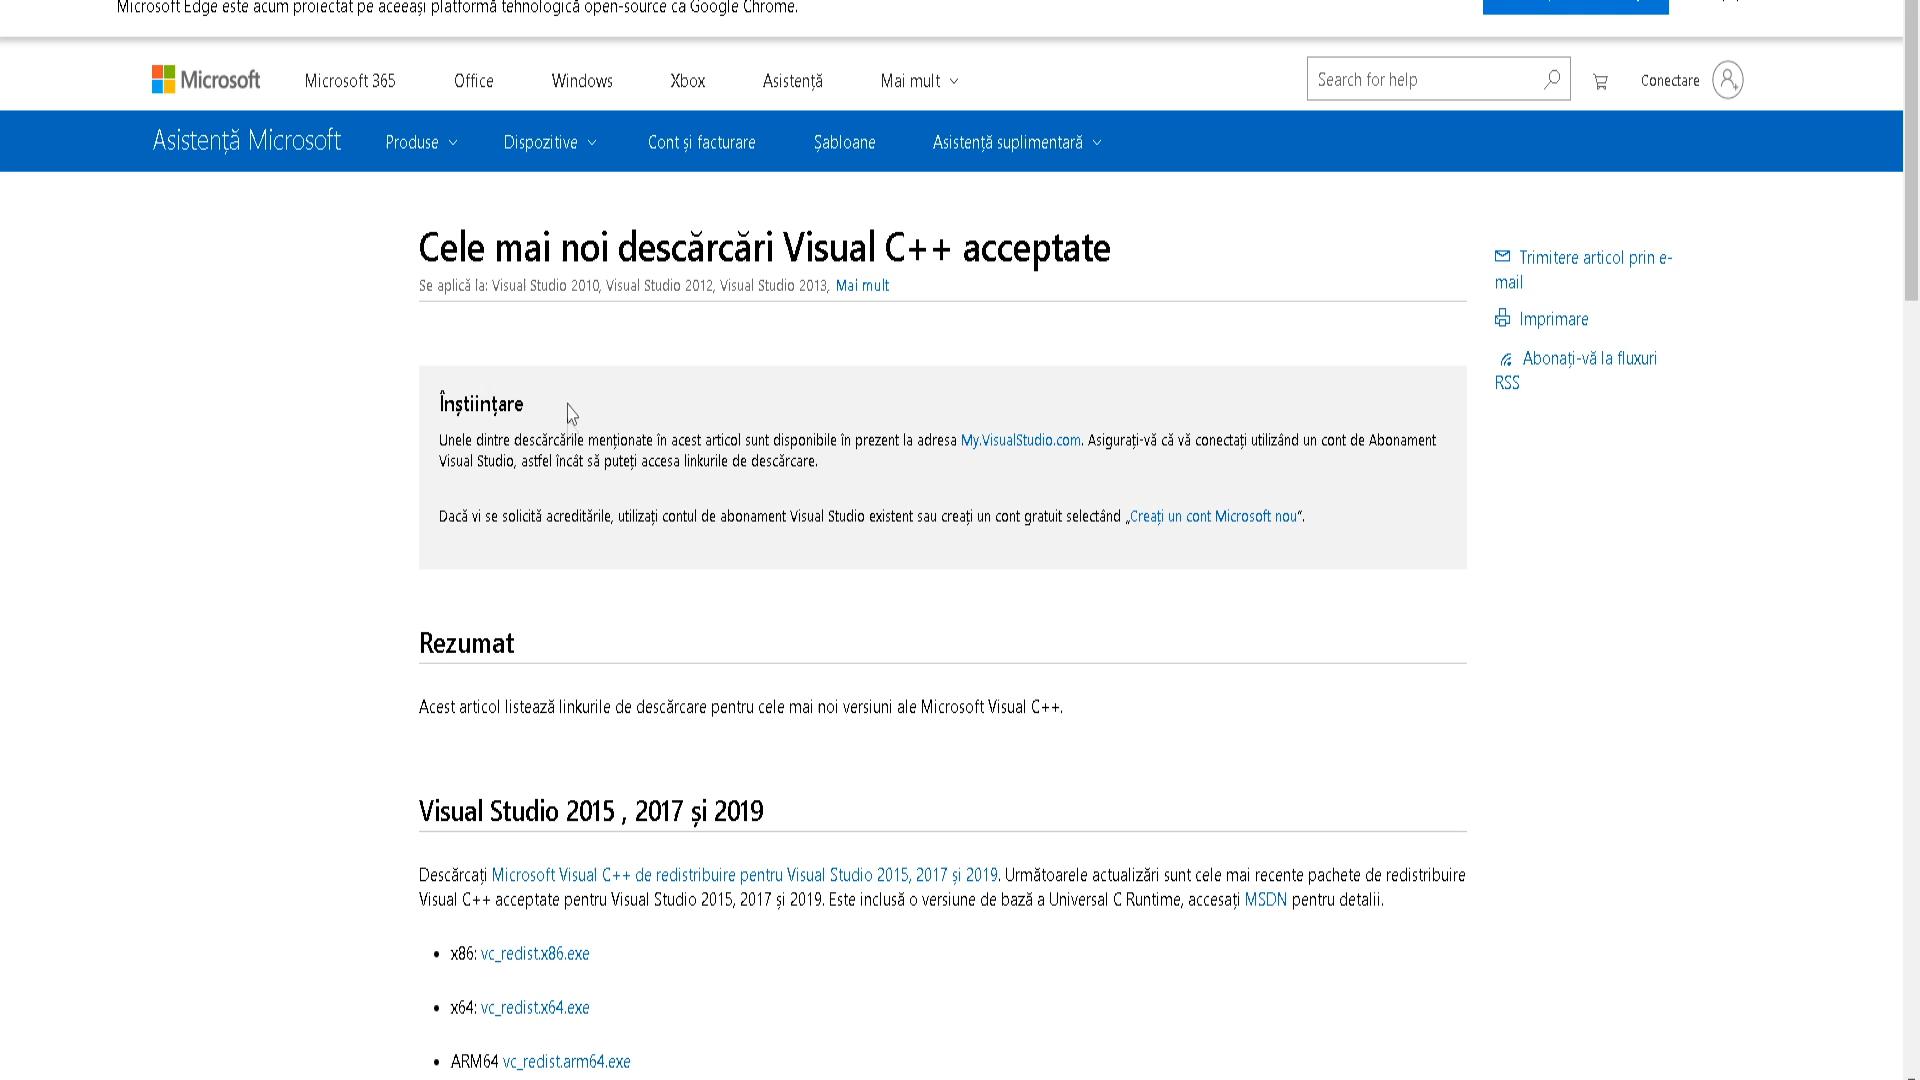 Microsoft Edge este acum proiectat pe aceeași platformă tehnologică open-source ca Google Chrome.
Microsoft Microsoft 365 Office Windows Xbox Asistență Mai mult Search for help Conectare
Asistență Microsoft Produse Dispozitive Cont și facturare Șabloane Asistență suplimentară
Cele mai noi descărcări Visual C++ acceptate
Se aplică la: Visual Studio 2010, Visual Studio 2012, Visual Studio 2013, Mai mult
Trimitere articol prin e-
mail
Imprimare
Abonați-vă la fluxuri
RSS
Înștiințare
Unele dintre descărcările menționate în acest articol sunt disponibile în prezent la adresa My.VisualStudio.com. Asigurați-vă că vă conectați utilizând un cont de Abonament
Visual Studio, astfel încât să puteți accesa linkurile de descărcare.
Dacă vi se solicită acreditările, utilizați contul de abonament Visual Studio existent sau creați un cont gratuit selectând „Creați un cont Microsoft nou”.
Rezumat
Acest articol listează linkurile de descărcare pentru cele mai noi versiuni ale Microsoft Visual C++.
Visual Studio 2015 , 2017 și 2019
Descărcați Microsoft Visual C++ de redistribuire pentru Visual Studio 2015, 2017 și 2019. Următoarele actualizări sunt cele mai recente pachete de redistribuire
Visual C++ acceptate pentru Visual Studio 2015, 2017 și 2019. Este inclusă o versiune de bază a Universal C Runtime, accesați MSDN pentru detalii.
• x86: vc_redist.x86.exe
• x64: vc_redist.x64.exe
• ARM64 vc_redist.arm64.exe